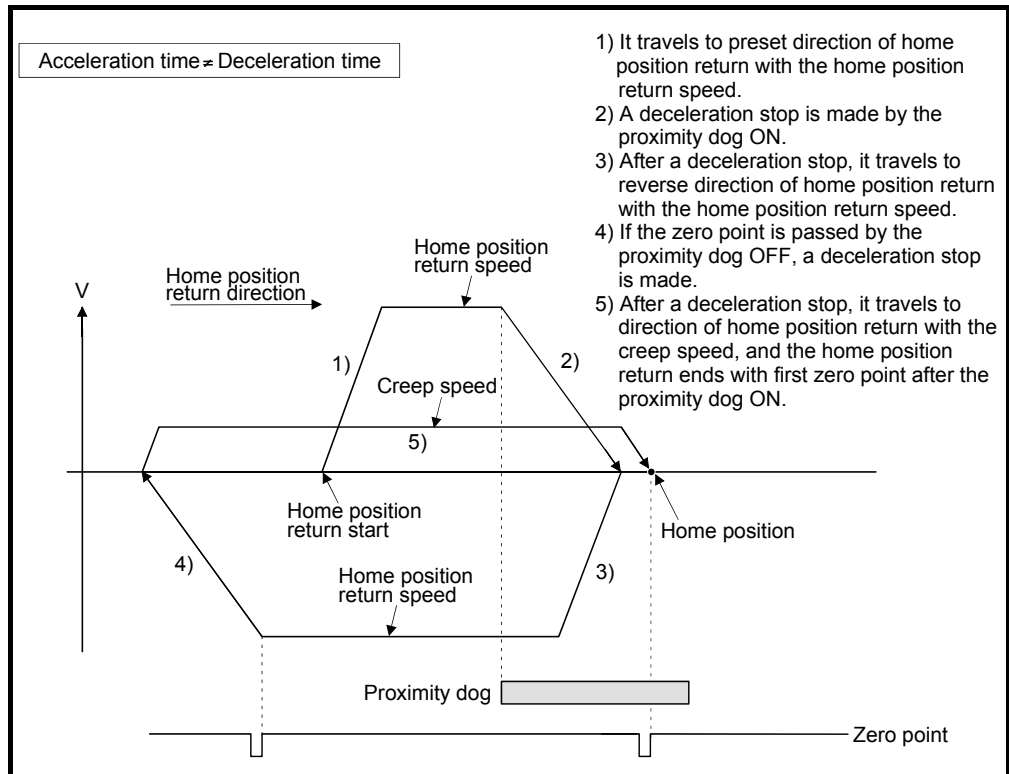 Acceleration time ≠ Deceleration time
1) It travels to preset direction of home
position return with the home position
return speed.
2) A deceleration stop is made by the
proximity dog ON.
3) After a deceleration stop, it travels to
reverse direction of home position return
with the home position return speed.
4) If the zero point is passed by the
proximity dog OFF, a deceleration stop
is made.
5) After a deceleration stop, it travels to
direction of home position return with the
creep speed, and the home position
return ends with first zero point after the
proximity dog ON.
Home position
return speed
Home position
return direction
V
1)
2)
Creep speed
5)
Home position
return start
Home position
4)
3)
Home position
return speed
Proximity dog
Zero point